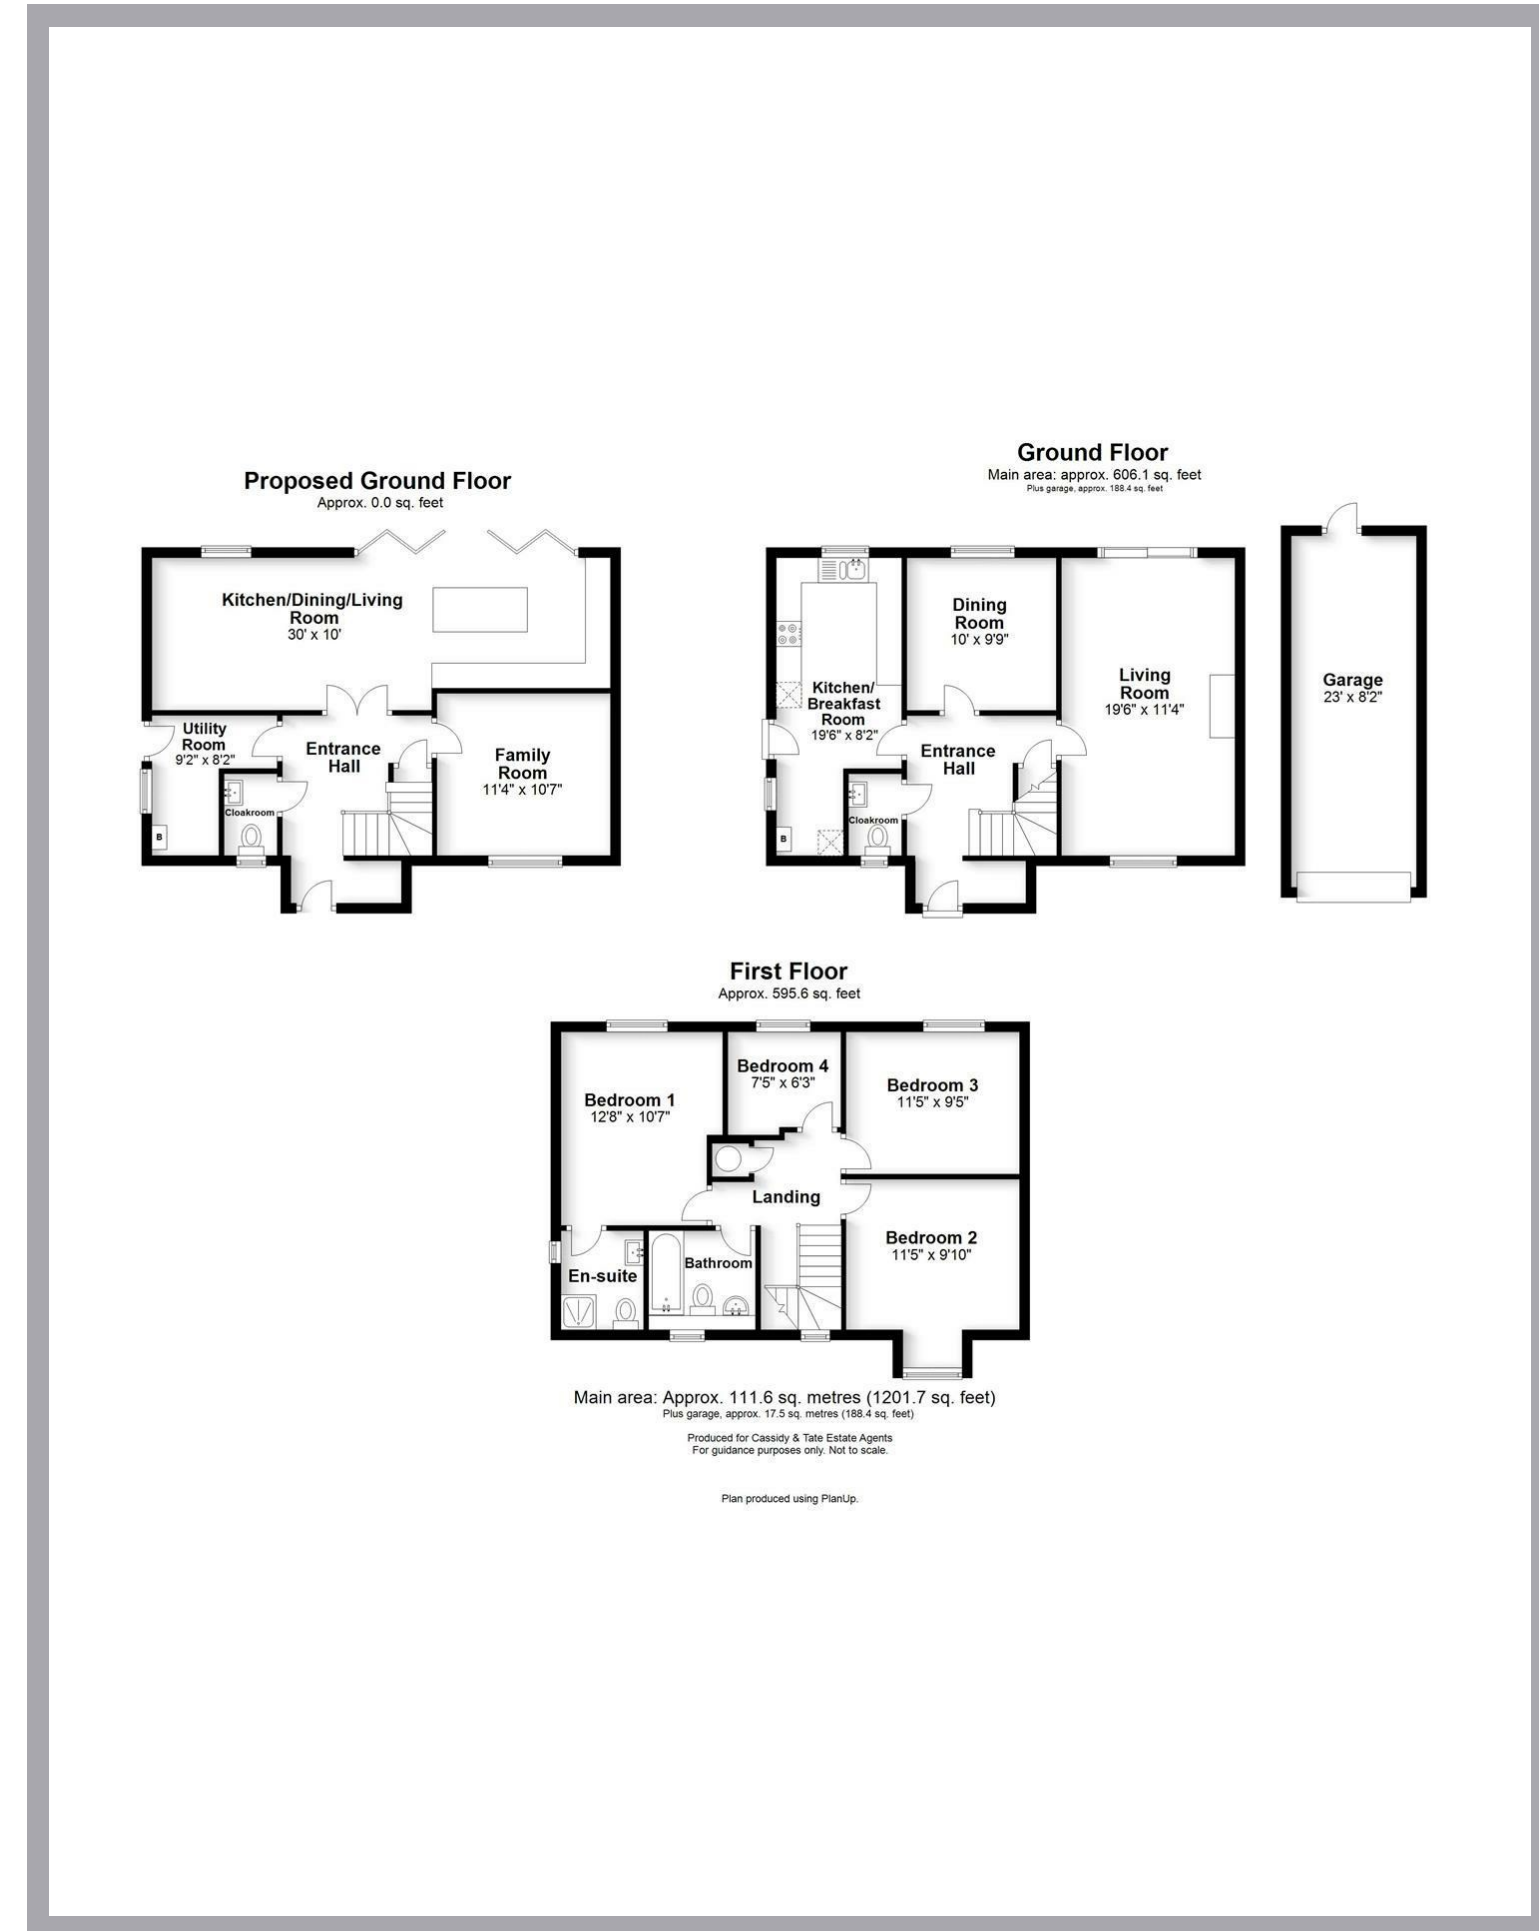 Proposed Ground Floor
Approx. 0.0 sq. feet
Kitchen/Dining/Living
Room
30' x 10'
Utility
Room
9'2" x 8'2"
Entrance
Hall
Family
Room
11'4" x 10'7"
Cloakroom
B
Ground Floor
Main area: approx. 606.1 sq. feet
Plus garage, approx. 188.4 sq. feet
Dining
Room
10' x 9'9"
Living
Room
19'6" x 11'4"
Kitchen/
Breakfast
Room
19'6" x 8'2"
Entrance
Hall
Cloakroom
B
Garage
23' x 8'2"
First Floor
Approx. 595.6 sq. feet
Bedroom 4
7'5" x 6'3"
Bedroom 3
11'5" x 9'5"
Bedroom 1
12'8" x 10'7"
Landing
Bedroom 2
11'5" x 9'10"
Bathroom
En-suite
Main area: Approx. 111.6 sq. metres (1201.7 sq. feet)
Plus garage, approx. 17.5 sq. metres (188.4 sq. feet)
Produced for Cassidy & Tate Estate Agents
For guidance purposes only. Not to scale.
Plan produced using PlanUp.